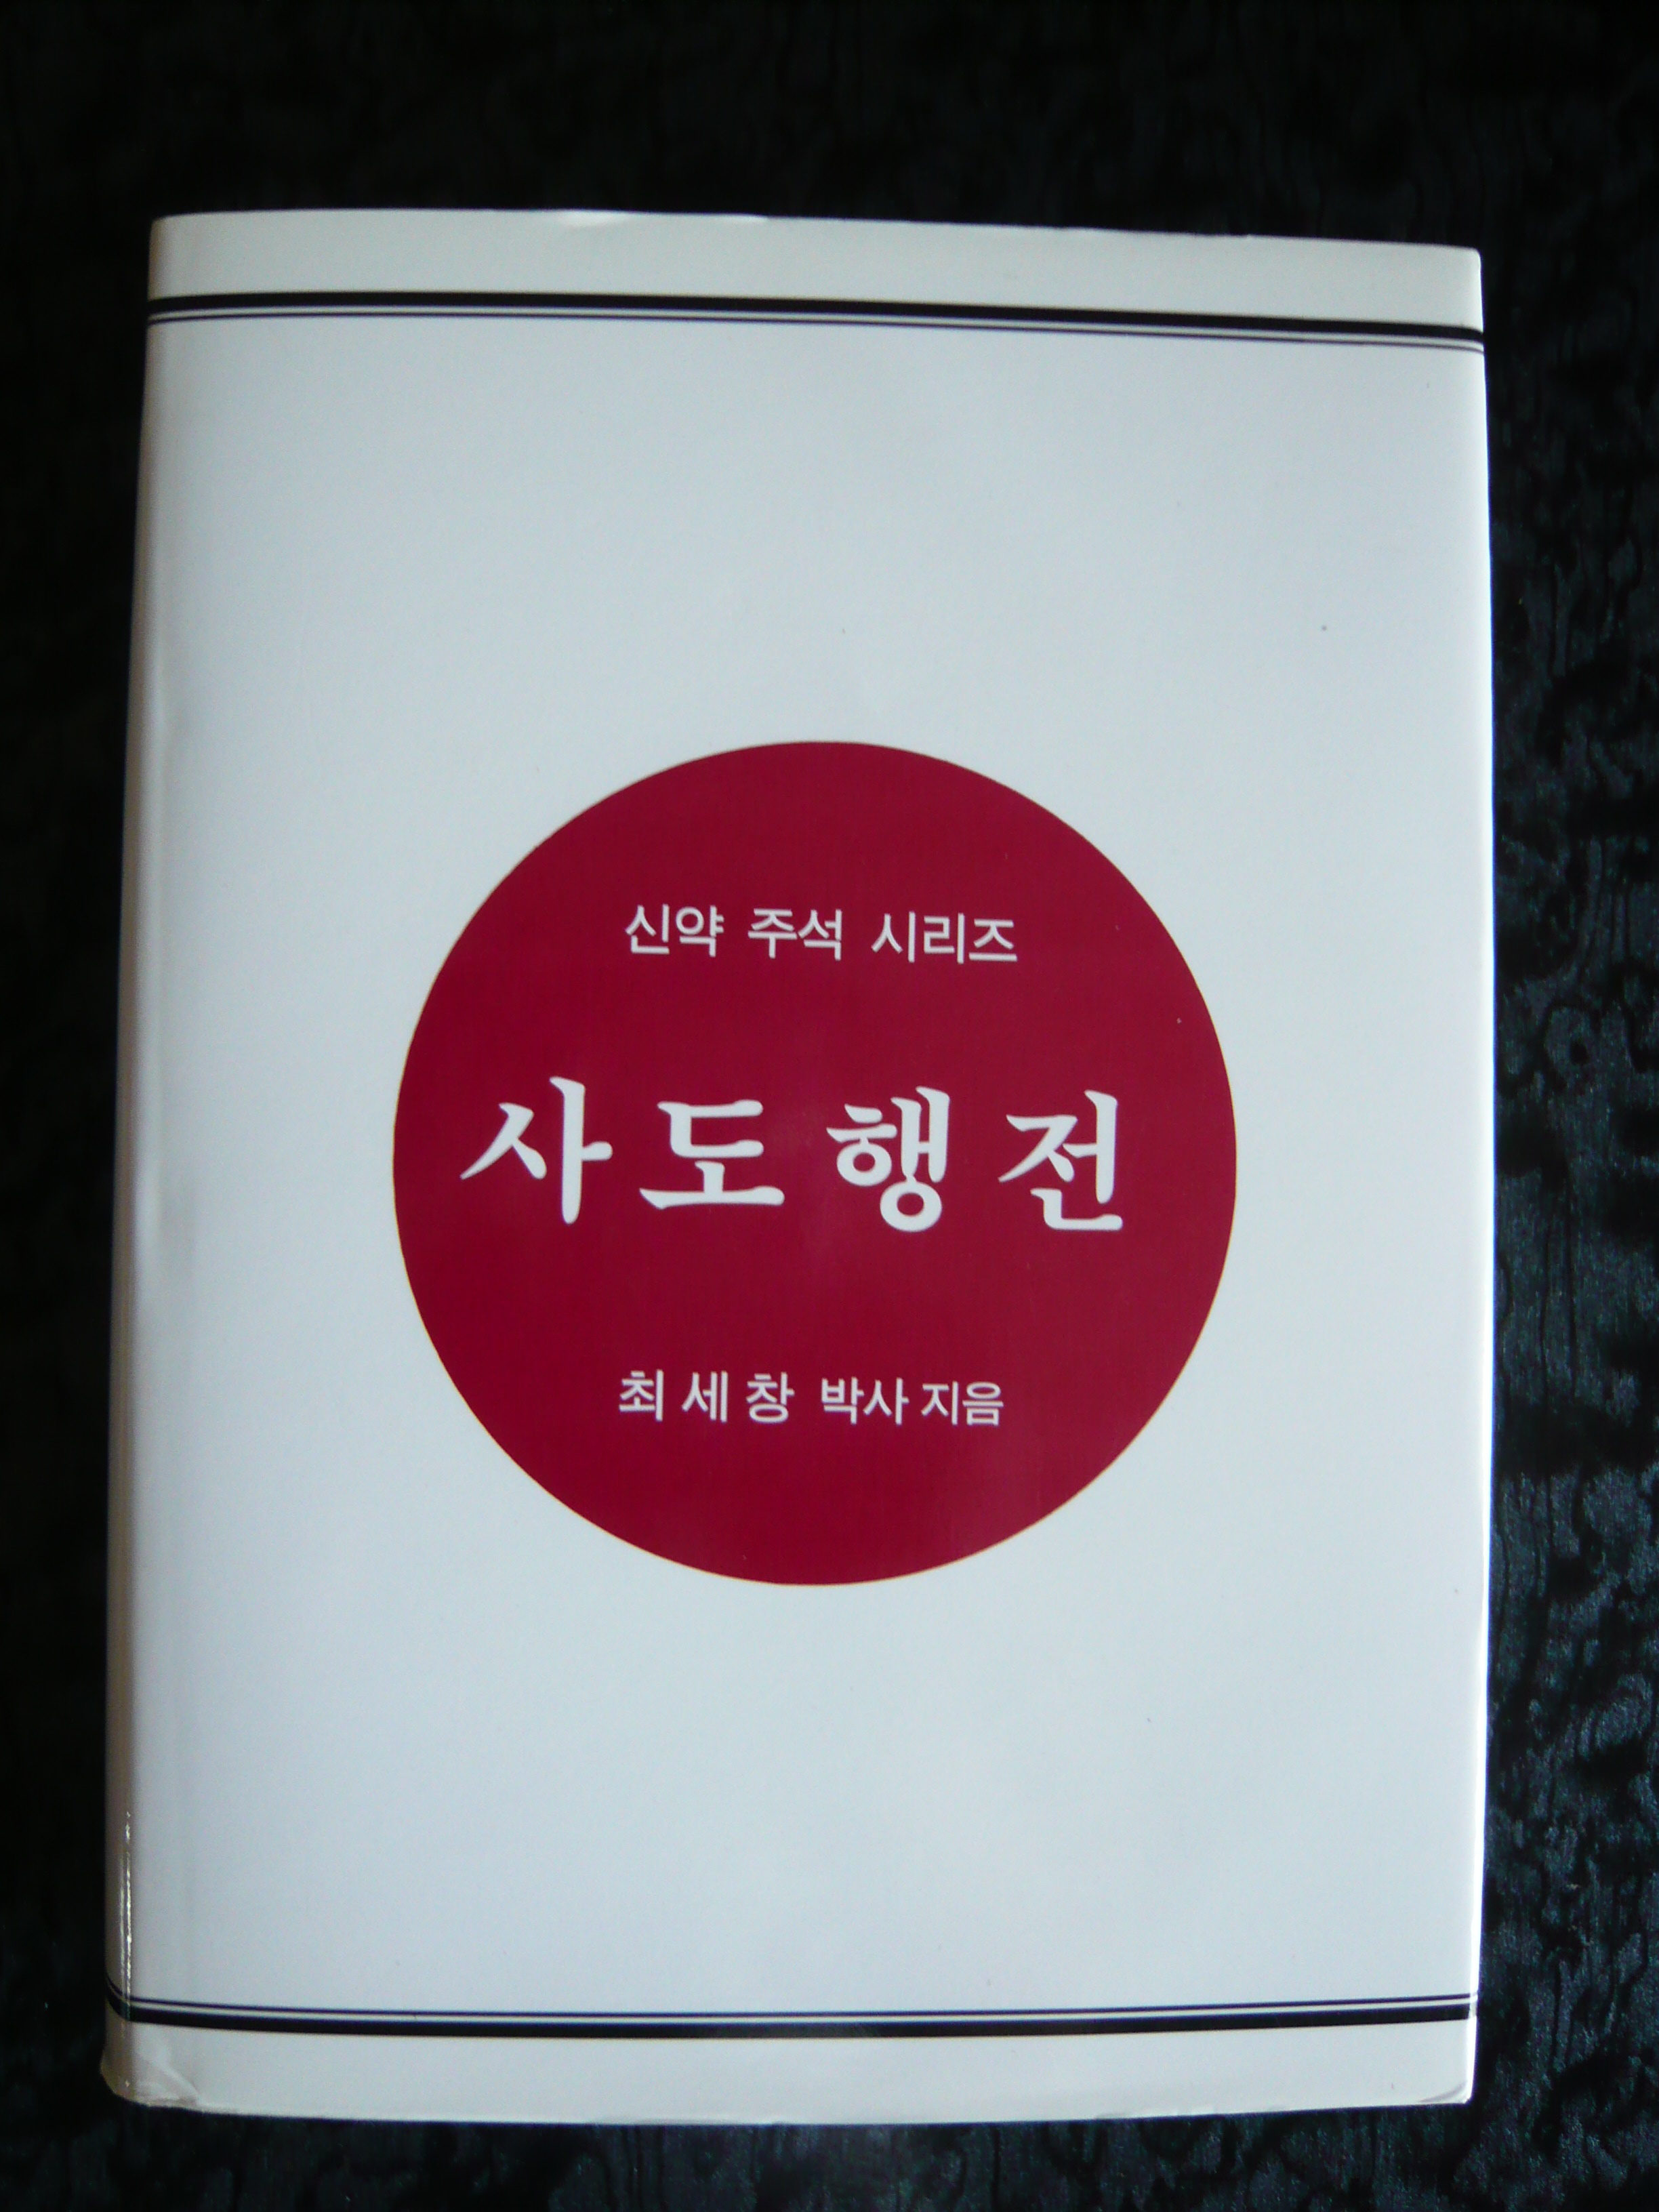 신약 주석 시리즈
사도행전
최세창 박사 지음